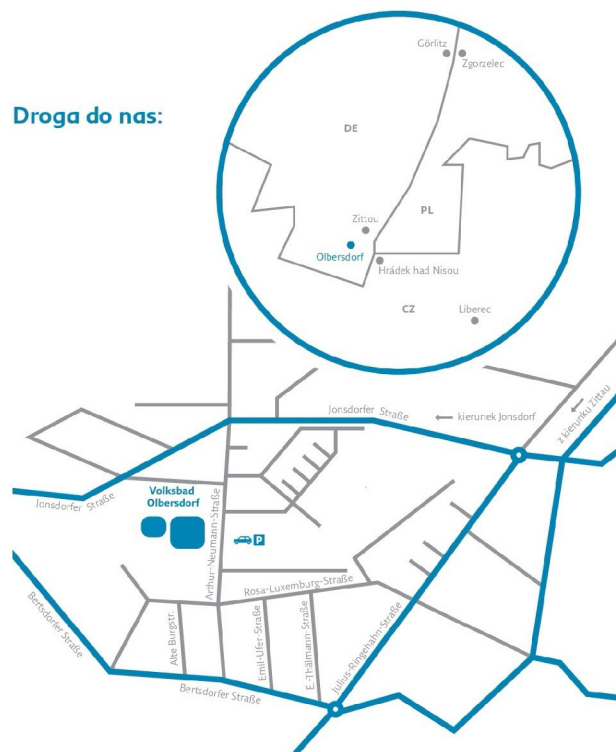 Droga do nas:
Görlitz
Zgorzelec
DE
PL
Zittau
Olbersdorf
Hrádek had Nisou
CZ
Liberec
Jonsdorfer Straße
kierunek Jonsdorf
z kierunku Zittau
Volksbad
Olbersdorf
Jonsdorfer Straße
Arthur-Neumann-Straße
P
Rosa-Luxemburg-Straße
Bertsdorfer Straße
Alte Burgstr.
Emil-Ufer-Straße
E.-Thälmann-Straße
Julius-Ringehahn-Straße
Bertsdorfer Straße